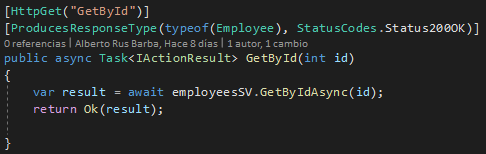 [HttpGet("GetById")]
[ProducesResponseType(typeof(Employee), StatusCodes.Status200OK)]
0 referencias | Alberto Rus Barba, Hace 8 días | 1 autor, 1 cambio
public async Task<IActionResult> GetById(int id)
{
    var result = await employeesSV.GetByIdAsync(id);
    return Ok(result);
}